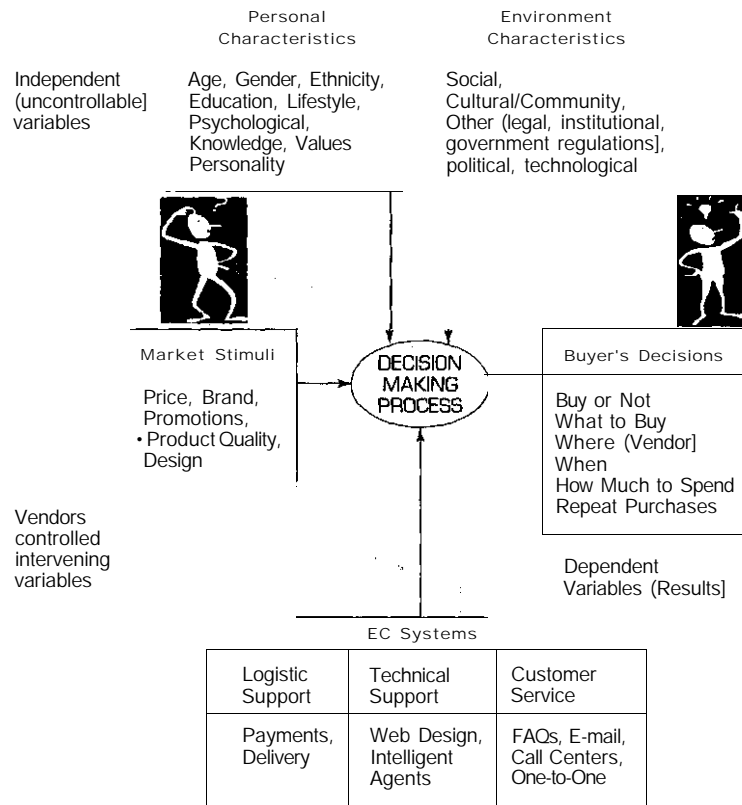 Personal
Characteristics
Environment
Characteristics
Independent
(uncontrollable]
variables
Age, Gender, Ethnicity,
Education, Lifestyle,
Psychological,
Knowledge, Values
Personality
Social,
Cultural/Community,
Other (legal, institutional,
government regulations],
political, technological
Market Stimuli
Price, Brand,
Promotions,
• Product Quality,
Design
DECISION
MAKING
PROCESS
Buyer's Decisions
Buy or Not
What to Buy
Where (Vendor]
When
How Much to Spend
Repeat Purchases
Vendors
controlled
intervening
variables
Dependent
Variables (Results]
EC Systems
Logistic
Support
Technical
Support
Customer
Service
Payments,
Delivery
Web Design,
Intelligent
Agents
FAQs, E-mail,
Call Centers,
One-to-One